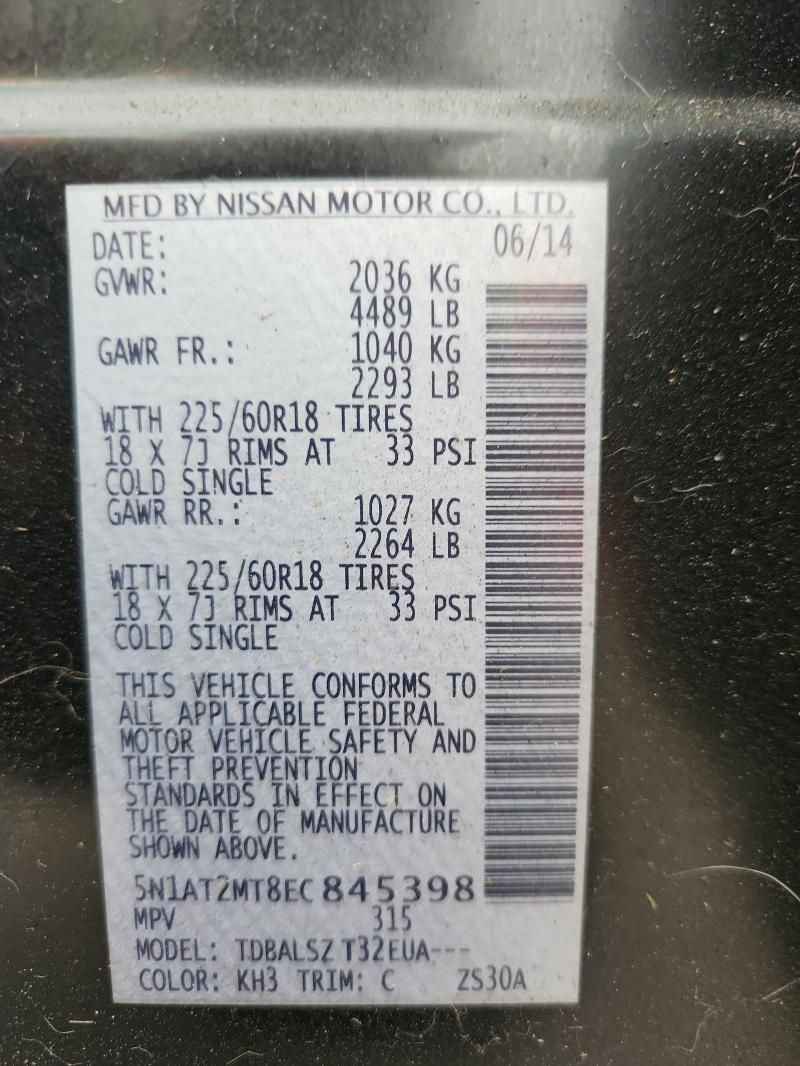 MFD BY NISSAN MOTOR CO., LTD.
DATE: 06/14
GVWR: 2036 KG
4489 LB
GAWR FR.: 1040 KG
2293 LB
WITH 225/60R18 TIRES
18 X 7J RIMS AT 33 PSI
COLD SINGLE
GAWR RR.: 1027 KG
2264 LB
WITH 225/60R18 TIRES
18 X 7J RIMS AT 33 PSI
COLD SINGLE
THIS VEHICLE CONFORMS TO
ALL APPLICABLE FEDERAL
MOTOR VEHICLE SAFETY AND
THEFT PREVENTION
STANDARDS IN EFFECT ON
THE DATE OF MANUFACTURE
SHOWN ABOVE.
5N1AT2MT8EC845398
MPV 315
MODEL: TDBALSZ T32EUA---
COLOR: KH3 TRIM: C ZS30A